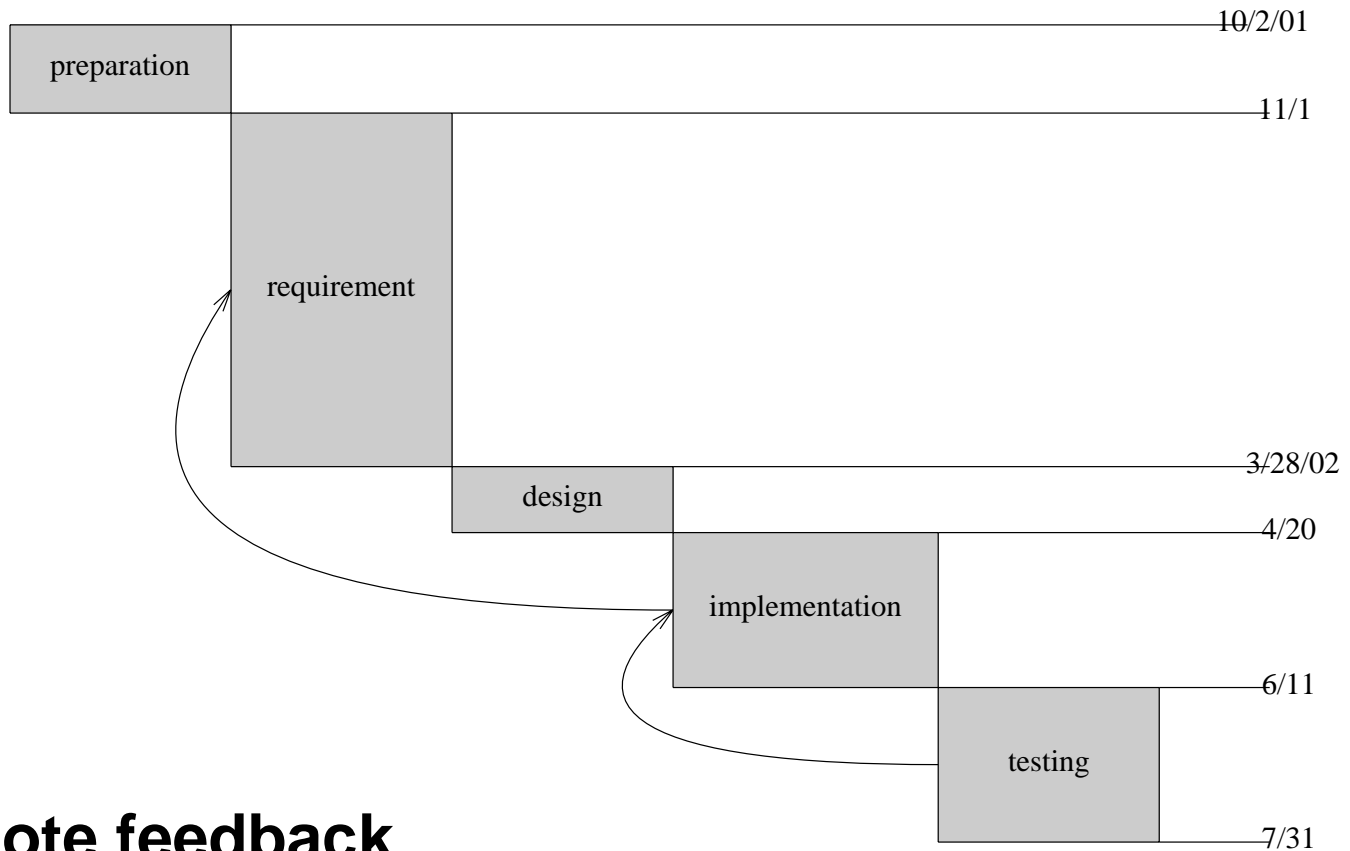 10/2/01
preparation
11/1
requirement
3/28/02
design
4/20
implementation
6/11
testing
feedback
7/31